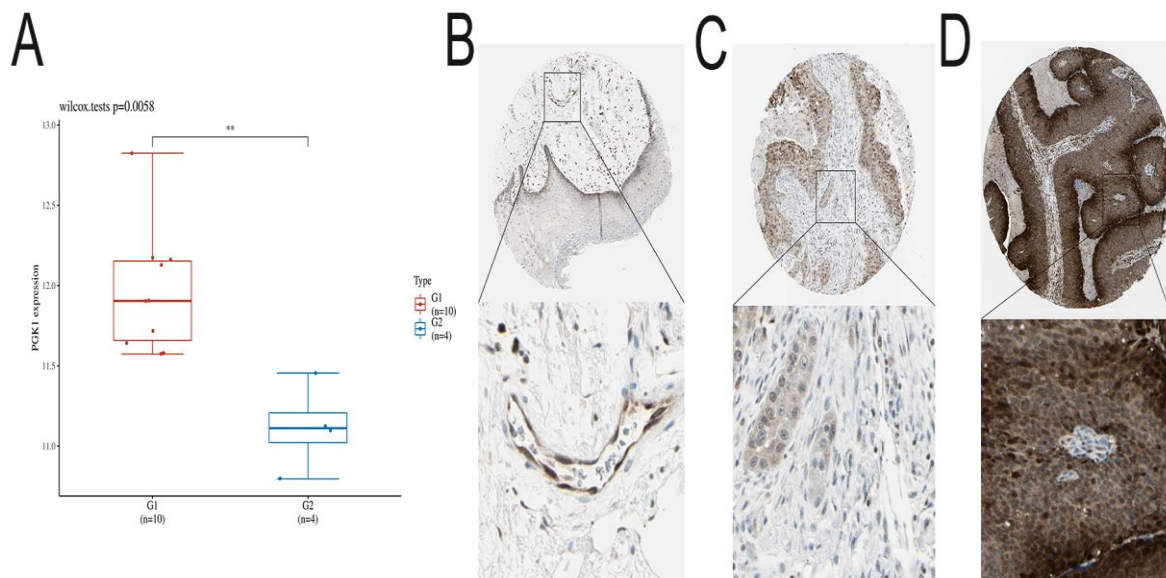 A
B
C
D
wilcox.tests p=0.0058
**
13.0
12.5
12.0
11.5
11.0
PGK1 expression
G1
(n=10)
G2
(n=4)
Type
G1
(n=10)
G2
(n=4)